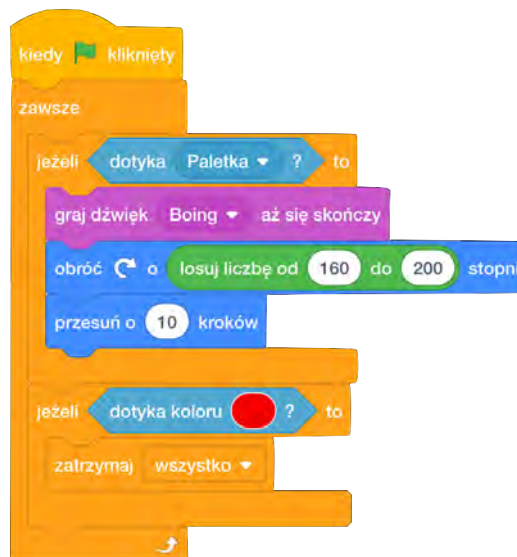 kiedy kliknięty
zawsze
jeżeli dotyka Paletka ? to
graj dźwięk Boing aż się skończy
obróć o losuj liczbę od 160 do 200 stopni
przesuń o 10 kroków
jeżeli dotyka koloru ? to
zatrzymaj wszystko